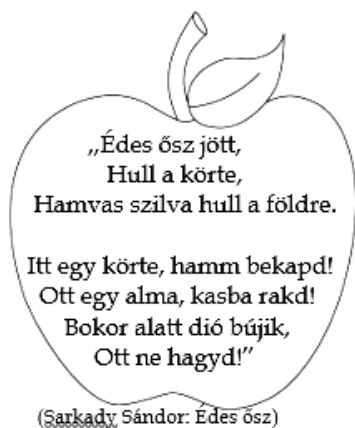 „Édes ősz jött,
Hull a körte,
Hamvas szilva hull a földre.
Itt egy körte, hamm bekapd!
Ott egy alma, kasba rakd!
Bokor alatt dió bújik,
Ott ne hagyd!”
(Sarkady Sándor: Édes ősz)